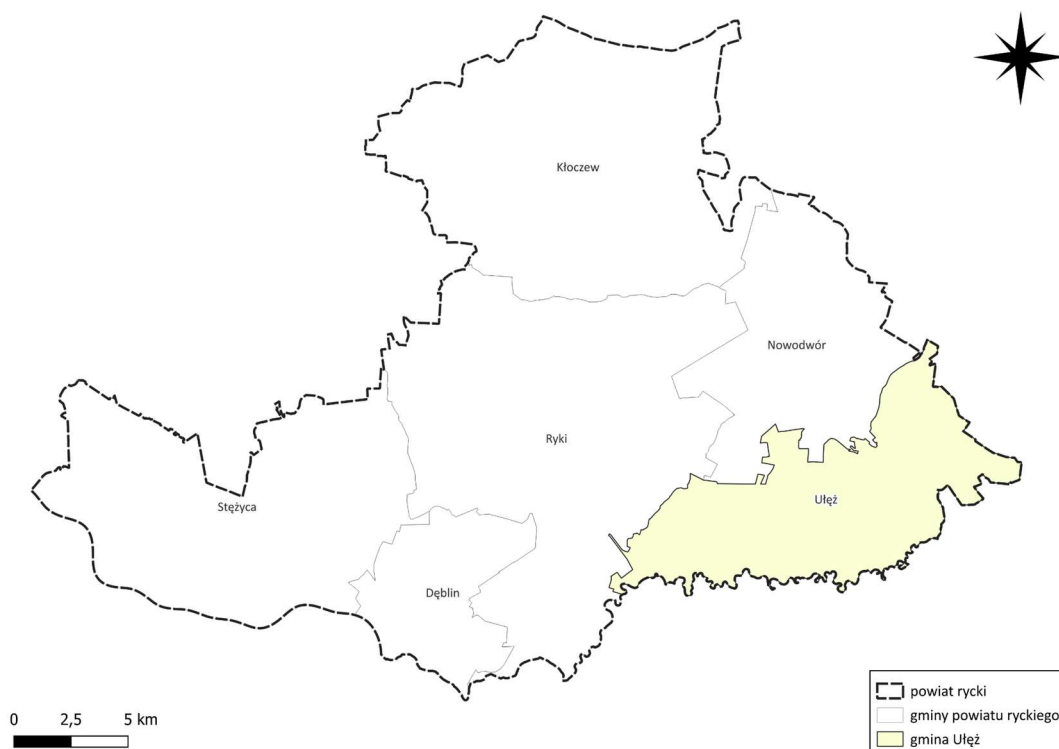 Kłoczew
Nowodwór
Ryki
Ułęż
Stężyca
Dęblin
0 2,5 5 km
powiat rycki
gminy powiatu ryckiego
gmina Ułęż